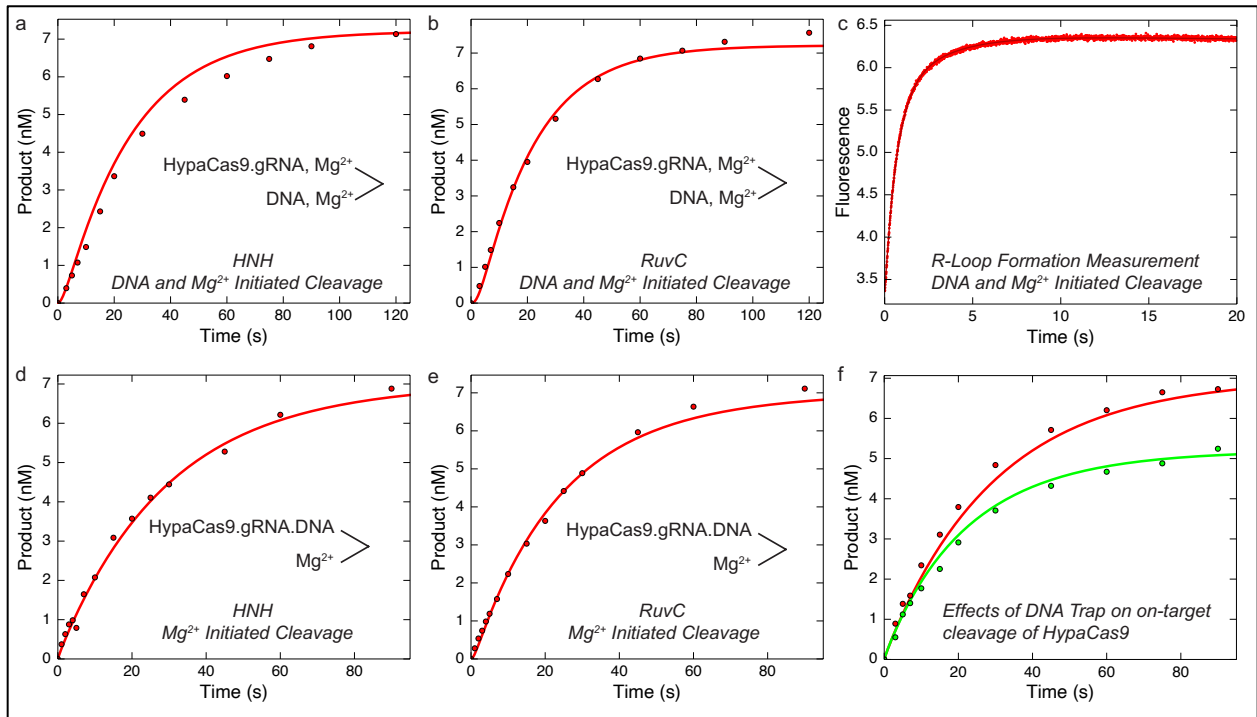 a
7
6
5
4
3
2
1
0
Product (nM)
HypaCas9.gRNA, Mg²⁺
DNA, Mg²⁺
HNH
DNA and Mg²⁺ Initiated Cleavage
0 20 40 60 80 100 120
Time (s)
b
7
6
5
4
3
2
1
0
Product (nM)
HypaCas9.gRNA, Mg²⁺
DNA, Mg²⁺
RuvC
DNA and Mg²⁺ Initiated Cleavage
0 20 40 60 80 100 120
Time (s)
c
6.5
6.0
5.5
5.0
4.5
4.0
3.5
Fluorescence
R-Loop Formation Measurement
DNA and Mg²⁺ Initiated Cleavage
0 5 10 15 20
Time (s)
d
7
6
5
4
3
2
1
0
Product (nM)
HypaCas9.gRNA.DNA
Mg²⁺
HNH
Mg²⁺ Initiated Cleavage
0 20 40 60 80
Time (s)
e
7
6
5
4
3
2
1
0
Product (nM)
HypaCas9.gRNA.DNA
Mg²⁺
RuvC
Mg²⁺ Initiated Cleavage
0 20 40 60 80
Time (s)
f
7
6
5
4
3
2
1
0
Product (nM)
Effects of DNA Trap on on-target
cleavage of HypaCas9
0 20 40 60 80
Time (s)